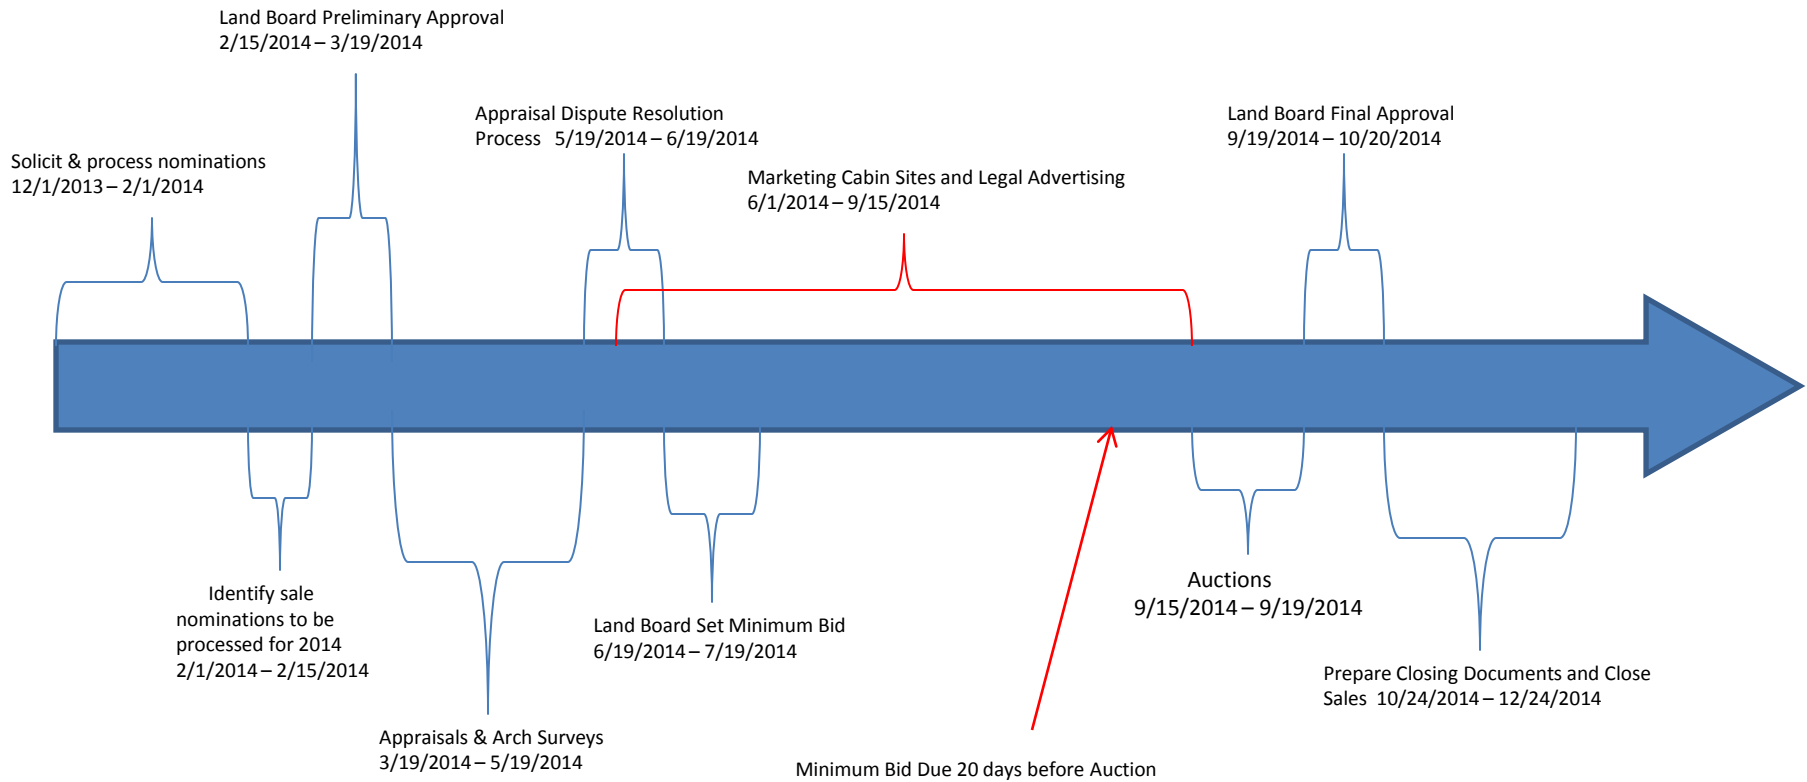 Land Board Preliminary Approval
2/15/2014 – 3/19/2014
Appraisal Dispute Resolution
Process 5/19/2014 – 6/19/2014
Land Board Final Approval
9/19/2014 – 10/20/2014
Solicit & process nominations
12/1/2013 – 2/1/2014
Marketing Cabin Sites and Legal Advertising
6/1/2014 – 9/15/2014
Identify sale
nominations to be
processed for 2014
2/1/2014 – 2/15/2014
Appraisals & Arch Surveys
3/19/2014 – 5/19/2014
Land Board Set Minimum Bid
6/19/2014 – 7/19/2014
Minimum Bid Due 20 days before Auction
Auctions
9/15/2014 – 9/19/2014
Prepare Closing Documents and Close
Sales 10/24/2014 – 12/24/2014